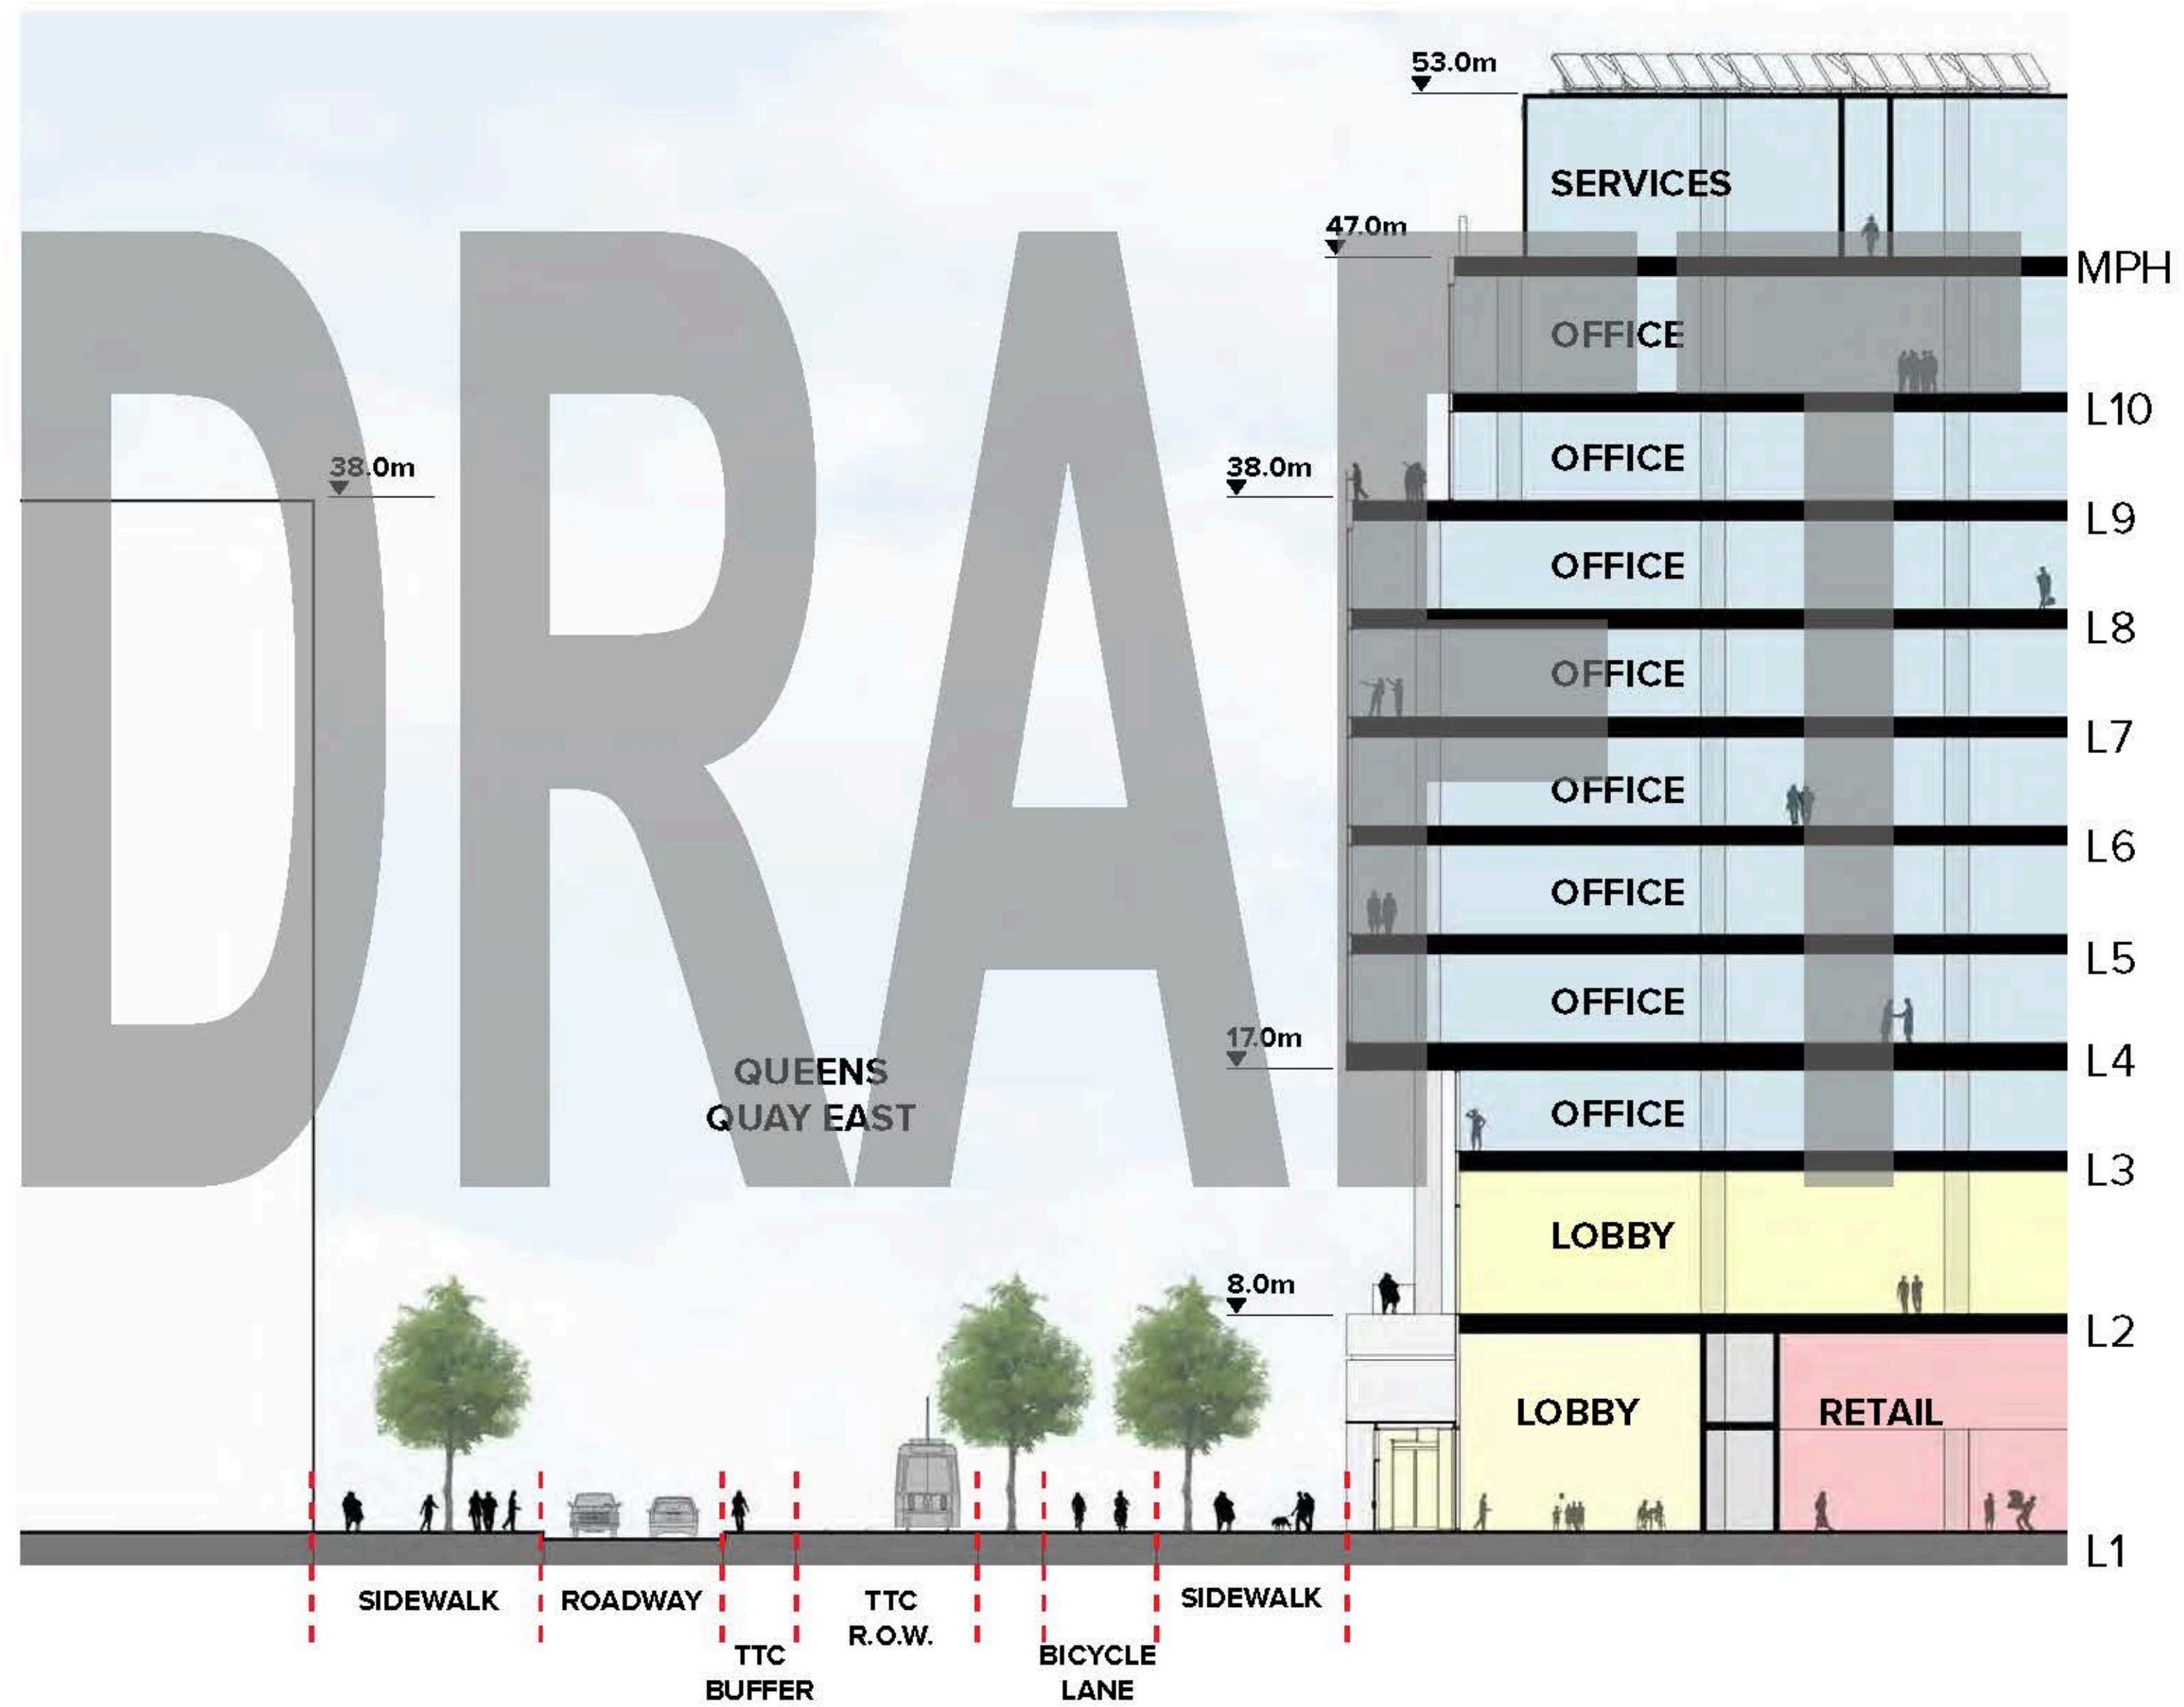 53.0m
SERVICES
47.0m
MPH
OFFICE
L10
38.0m
38.0m
OFFICE
L9
OFFICE
L8
OFFICE
L7
OFFICE
L6
OFFICE
L5
OFFICE
17.0m
L4
QUEENS
QUAY EAST
OFFICE
L3
LOBBY
8.0m
L2
LOBBY
RETAIL
L1
SIDEWALK
ROADWAY
TTC
BUFFER
TTC
R.O.W.
BICYCLE
LANE
SIDEWALK
DRAFT